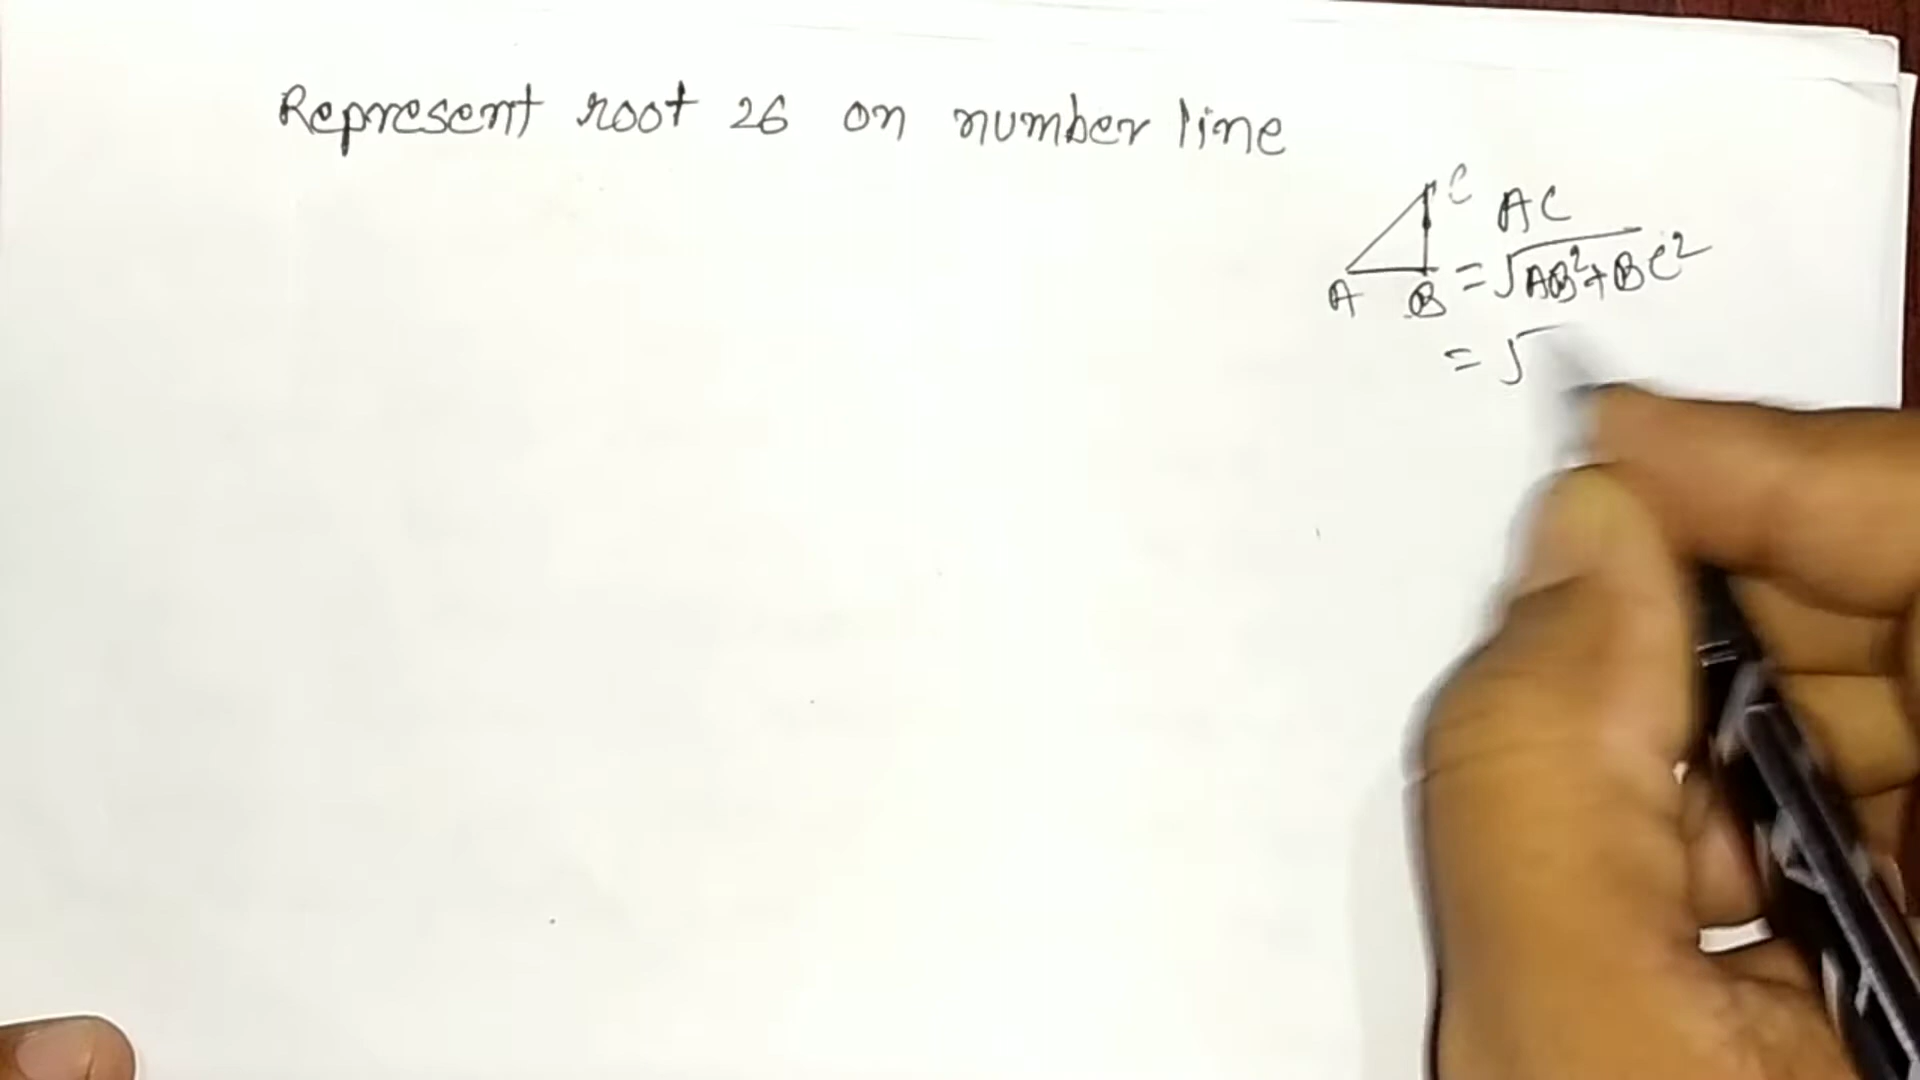 Represent root 26 on number line
C
AC
A B
= √AB²+BC²
= √